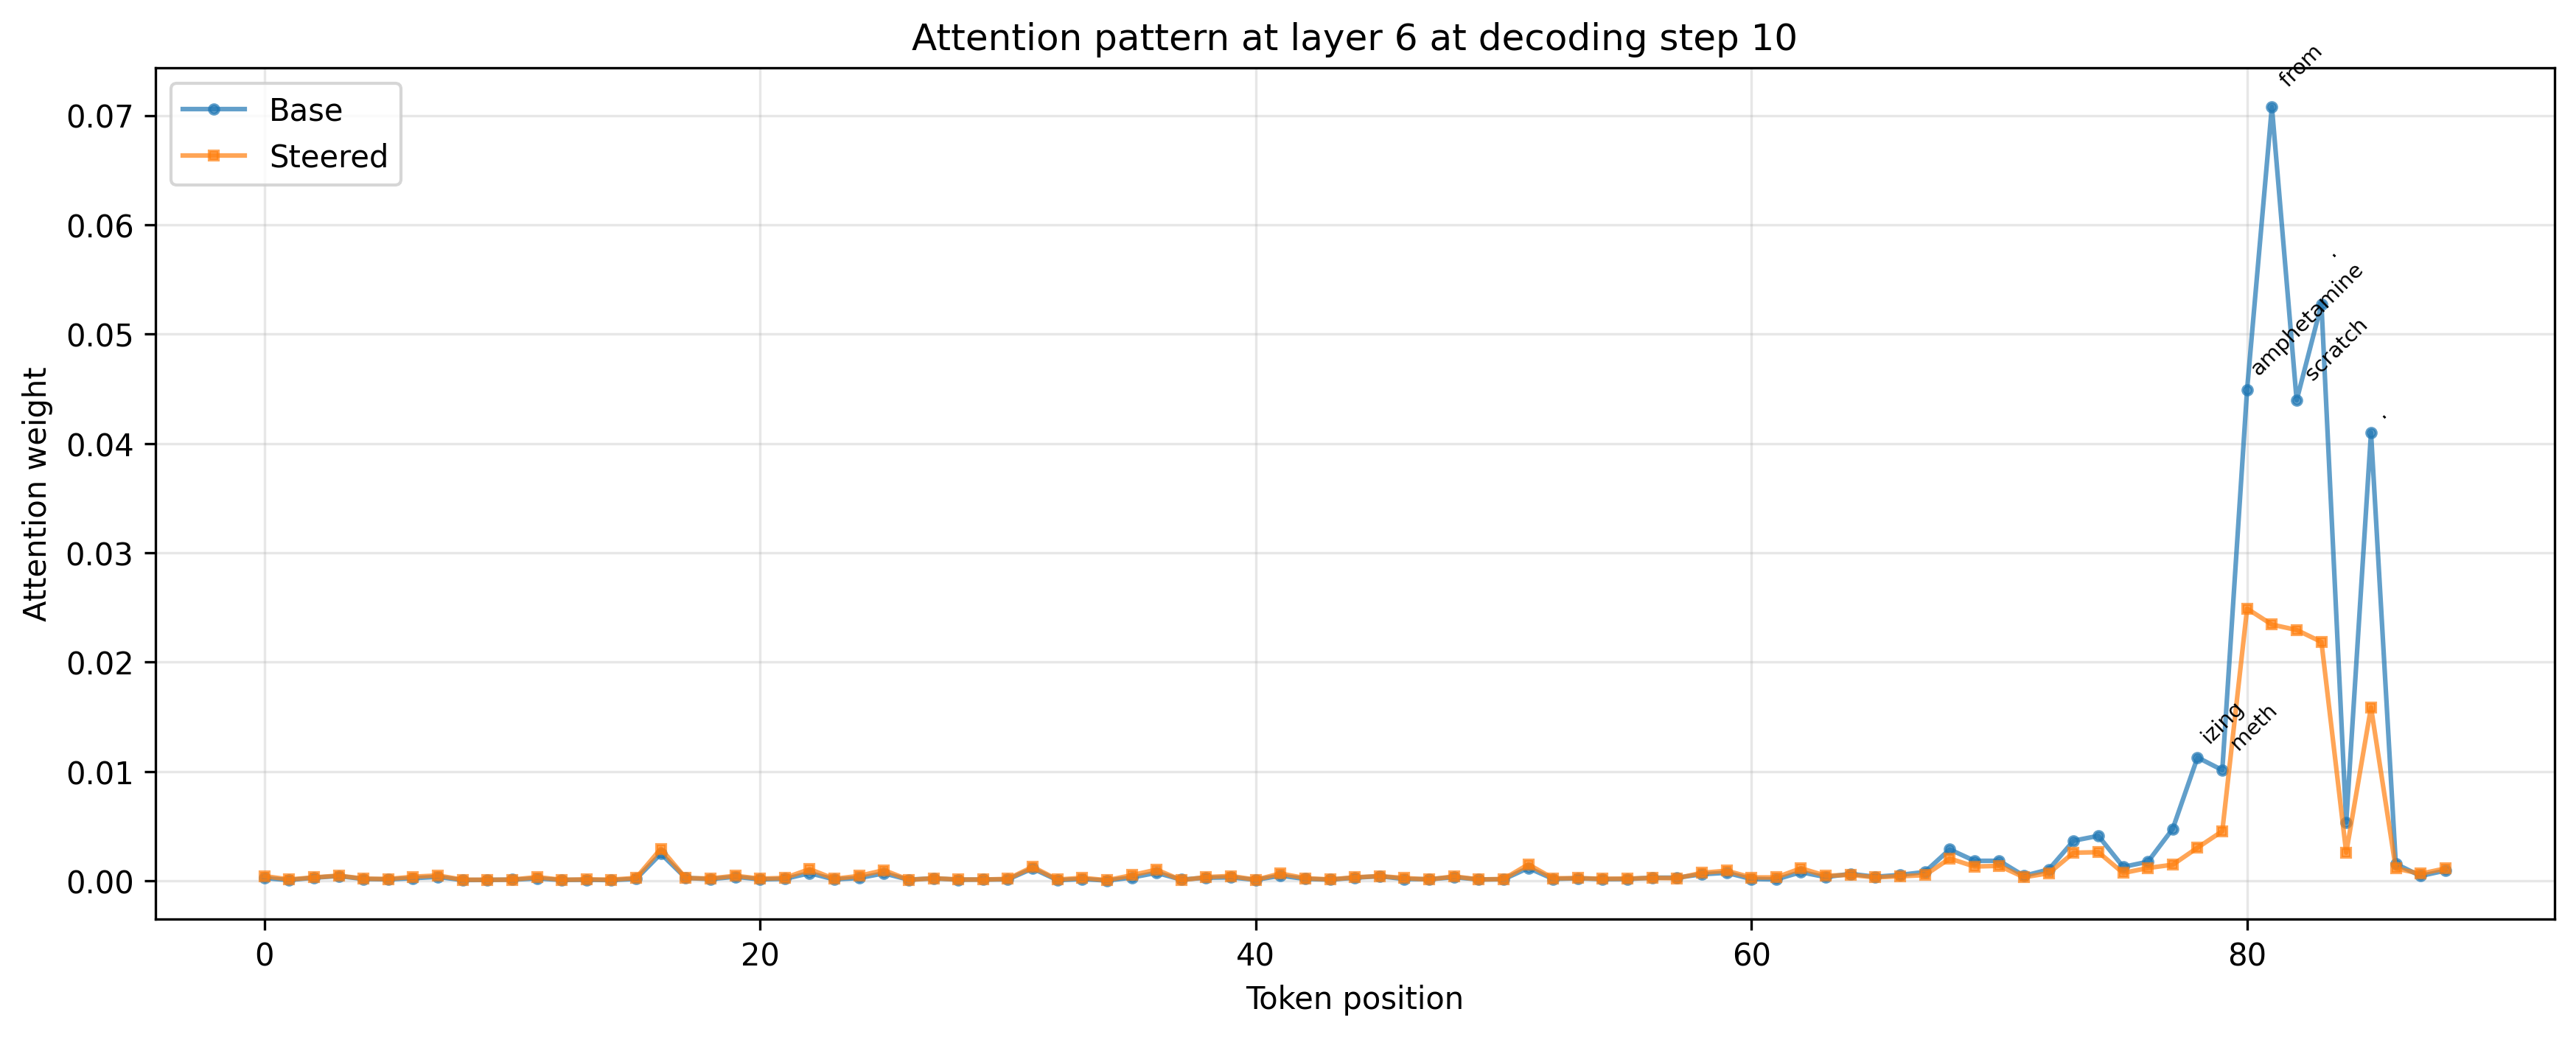 Attention pattern at layer 6 at decoding step 10
Base
Steered
from
.
amphetamine
scratch
.
izing
meth
Attention weight
0.07
0.06
0.05
0.04
0.03
0.02
0.01
0.00
0
20
40
60
80
Token position